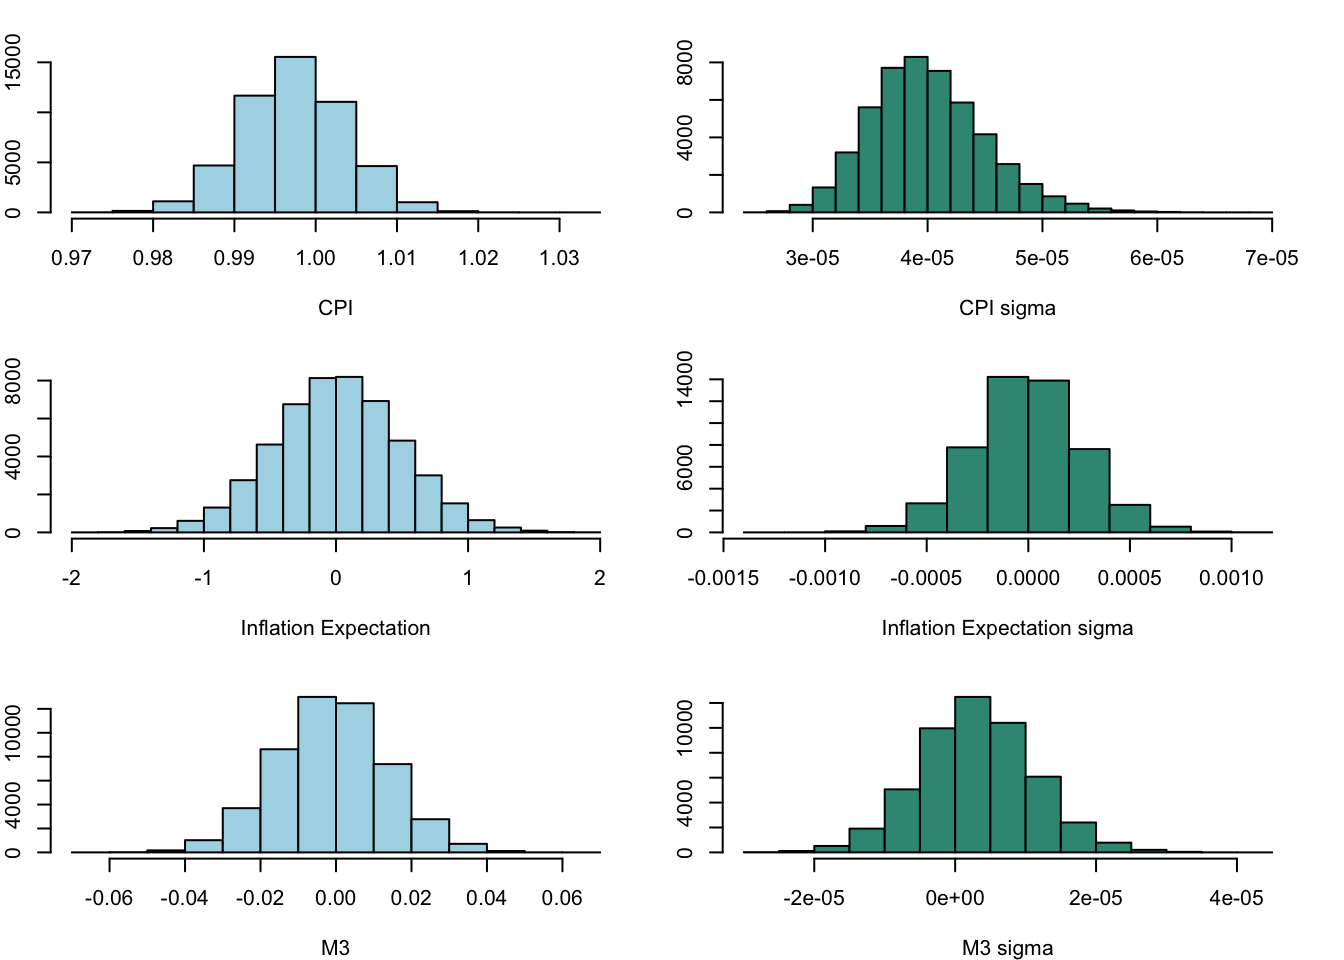 0 5000 15000
0.97 0.98 0.99 1.00 1.01 1.02 1.03
CPI
0 4000 8000
3e-05 4e-05 5e-05 6e-05 7e-05
CPI sigma
0 4000 8000
-2 -1 0 1 2
Inflation Expectation
0 6000 14000
-0.0015 -0.0010 -0.0005 0.0000 0.0005 0.0010
Inflation Expectation sigma
0 4000 10000
-0.06 -0.04 -0.02 0.00 0.02 0.04 0.06
M3
0 4000 10000
-2e-05 0e+00 2e-05 4e-05
M3 sigma